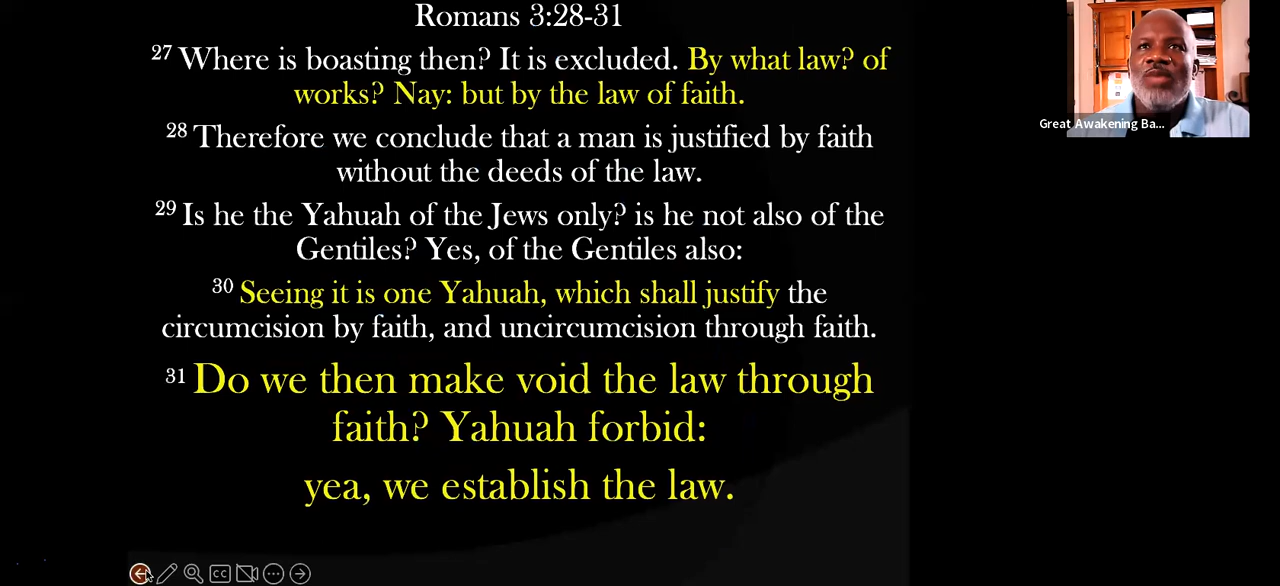 Romans 3:28-31
27 Where is boasting then? It is excluded. By what law? of
works? Nay: but by the law of faith.
28 Therefore we conclude that a man is justified by faith
without the deeds of the law.
29 Is he the Yahuah of the Jews only? is he not also of the
Gentiles? Yes, of the Gentiles also:
30 Seeing it is one Yahuah, which shall justify the
circumcision by faith, and uncircumcision through faith.
31 Do we then make void the law through
faith? Yahuah forbid:
yea, we establish the law.
Great Awakening Ba...
CC